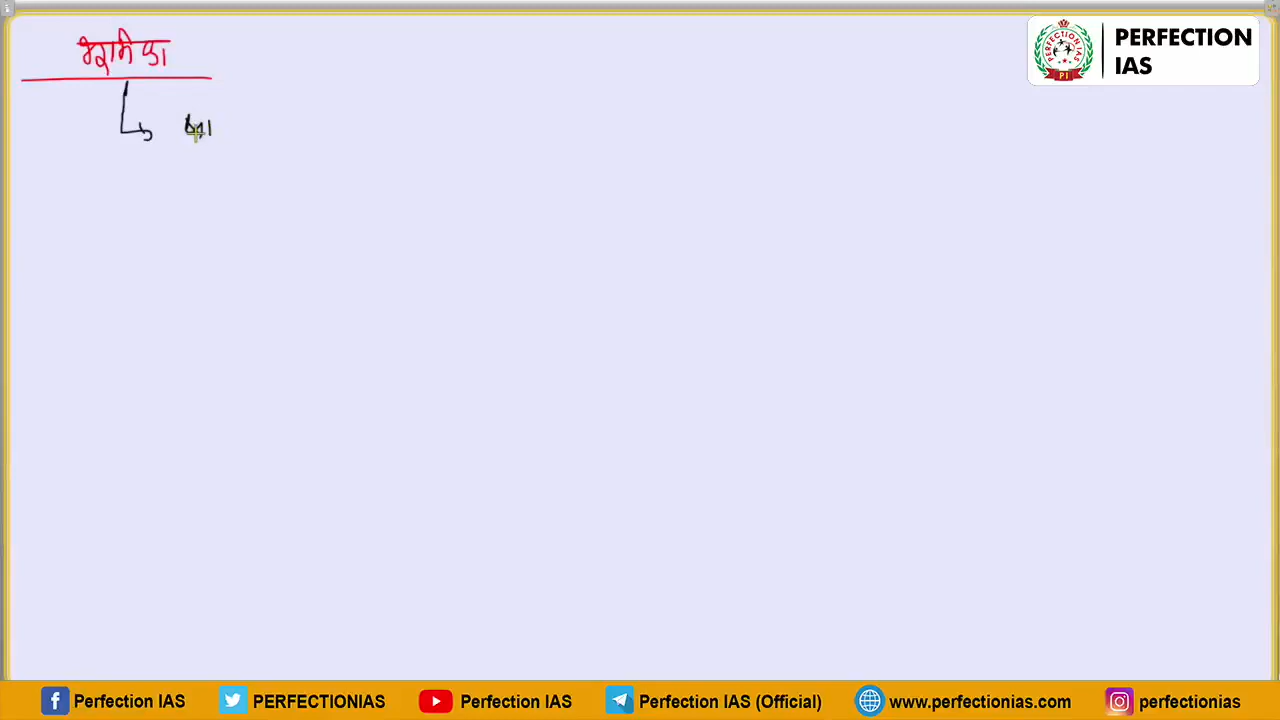 PERFECTION
IAS
Perfection IAS
PERFECTIONIAS
Perfection IAS
Perfection IAS (Official)
www.perfectionias.com
perfectionias